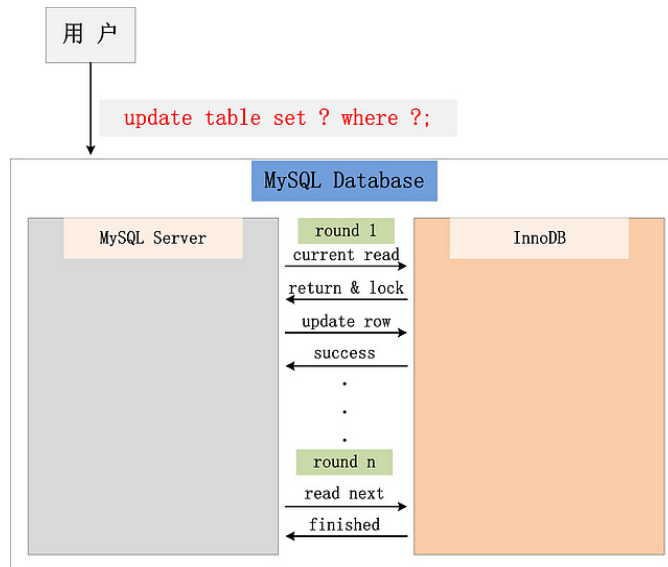 用 户
update table set ? where ?;
MySQL Database
MySQL Server
round 1
InnoDB
current read
return & lock
update row
success
.
.
.
round n
read next
finished